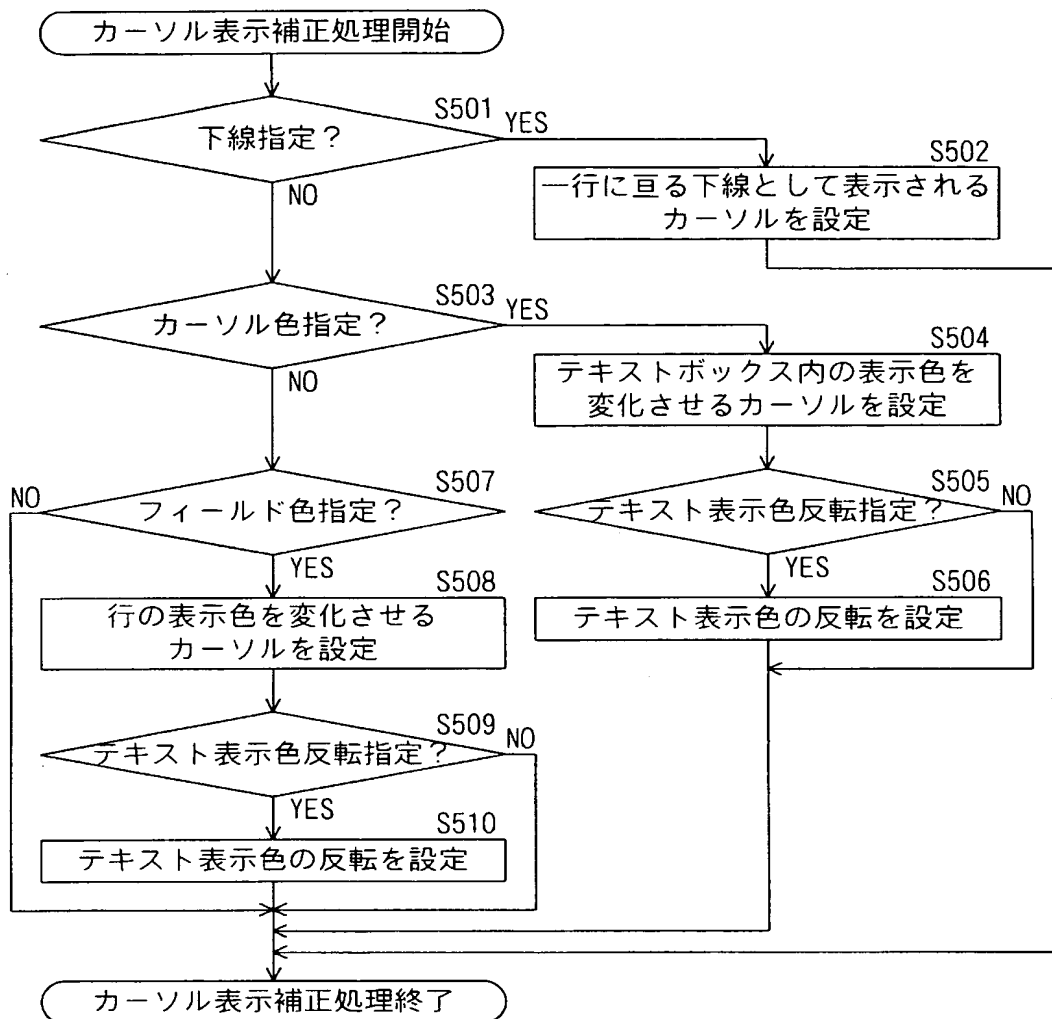 カーソル表示補正処理開始
S501
下線指定？
YES
NO
S502
一行に亘る下線として表示される
カーソルを設定
S503
カーソル色指定？
YES
NO
S504
テキストボックス内の表示色を
変化させるカーソルを設定
S505
テキスト表示色反転指定？
NO
YES
S506
テキスト表示色の反転を設定
S507
NO
フィールド色指定？
YES
S508
行の表示色を変化させる
カーソルを設定
S509
テキスト表示色反転指定？
NO
YES
S510
テキスト表示色の反転を設定
カーソル表示補正処理終了